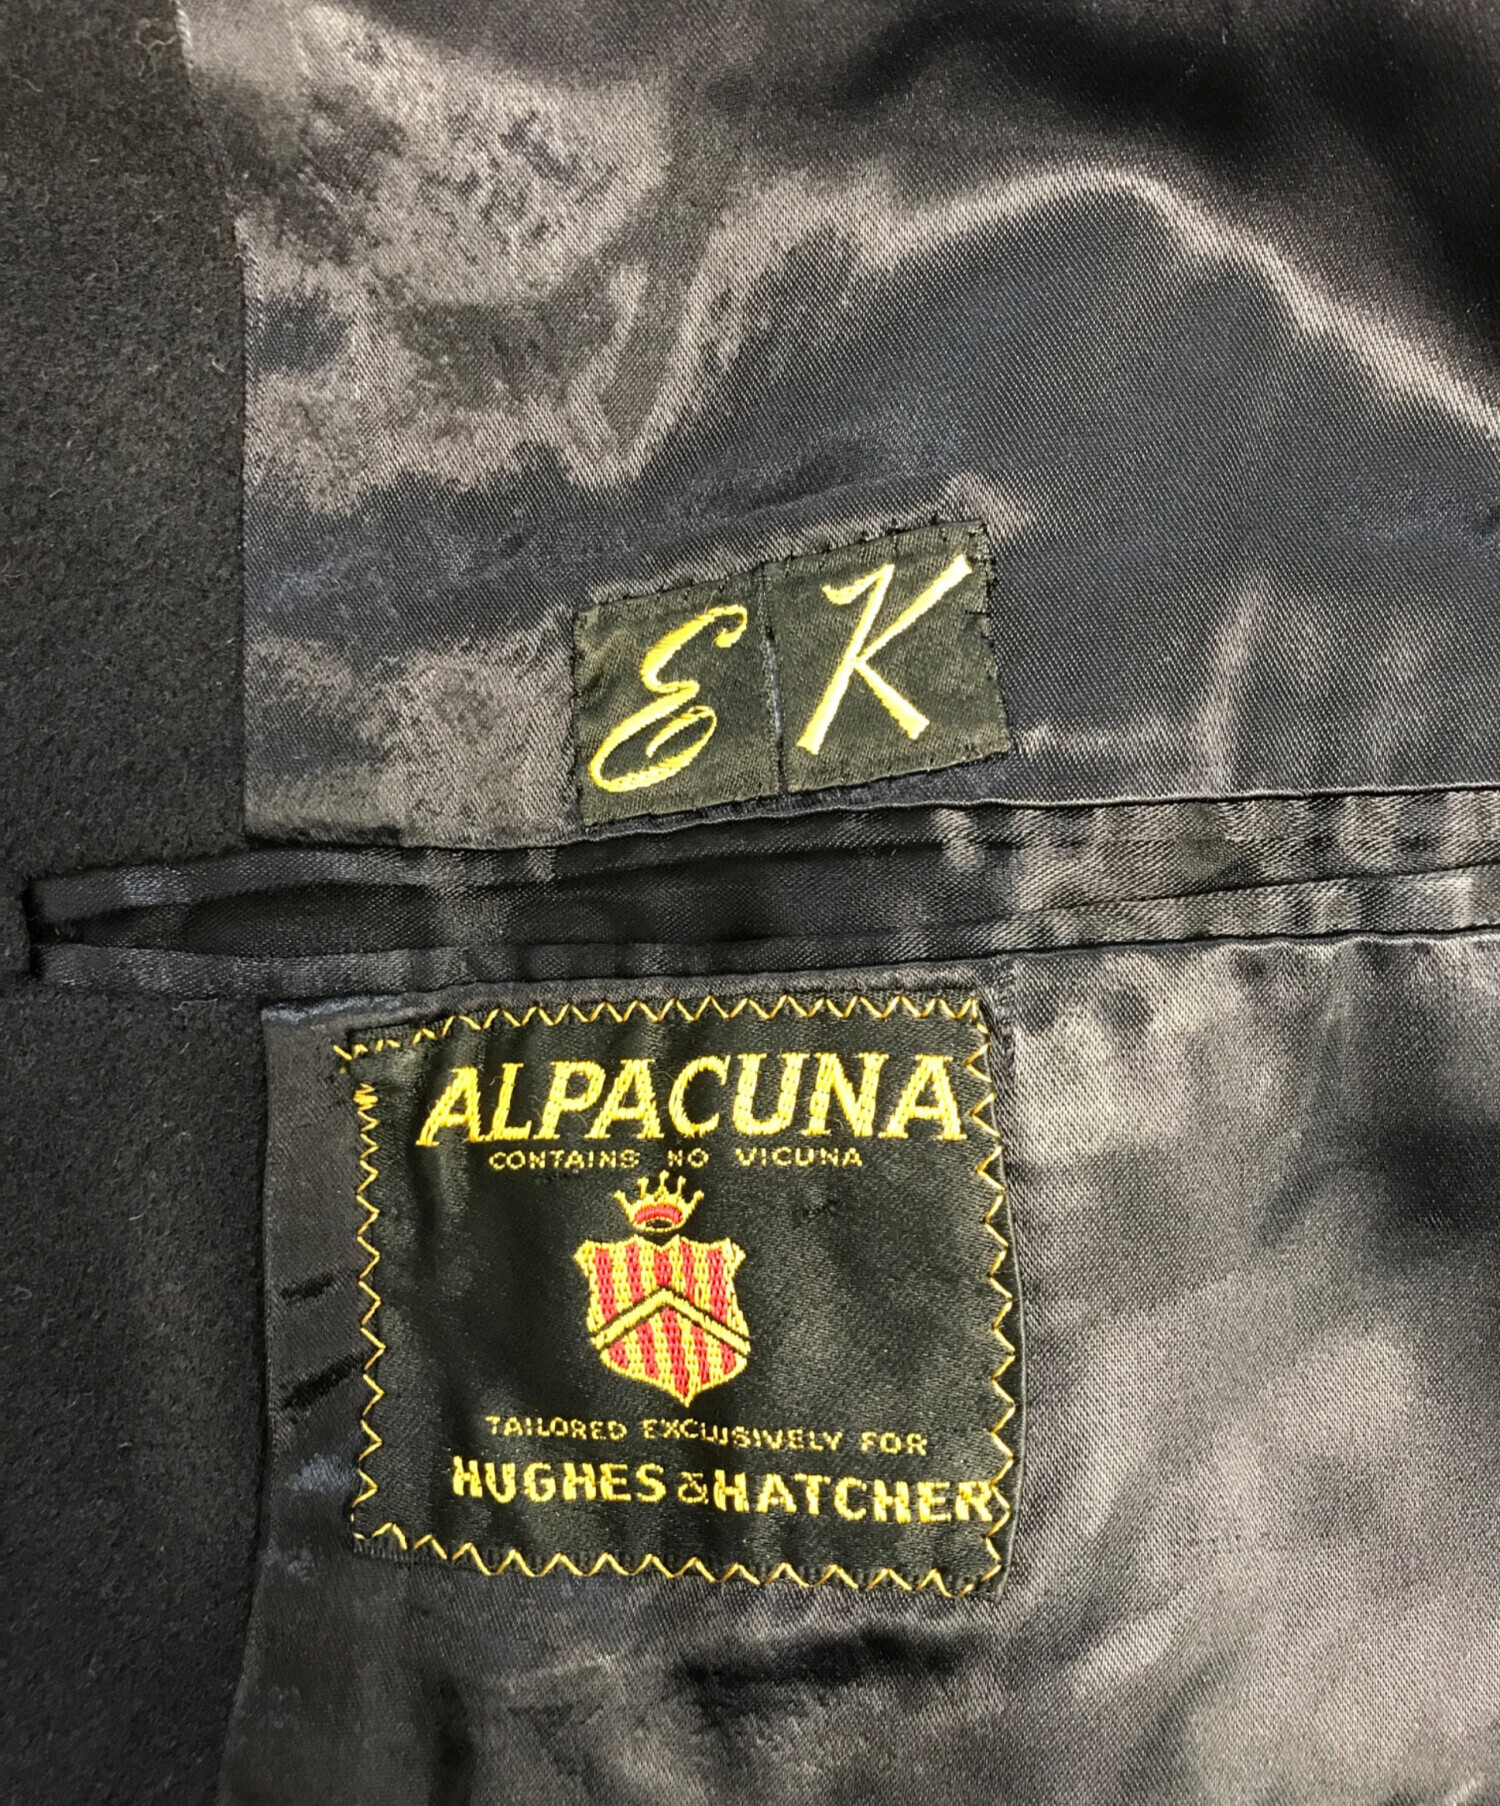 E K
ALPACUNA
CONTAINS NO VICUNA
TAILORED EXCLUSIVELY FOR
HUGHES & HATCHER